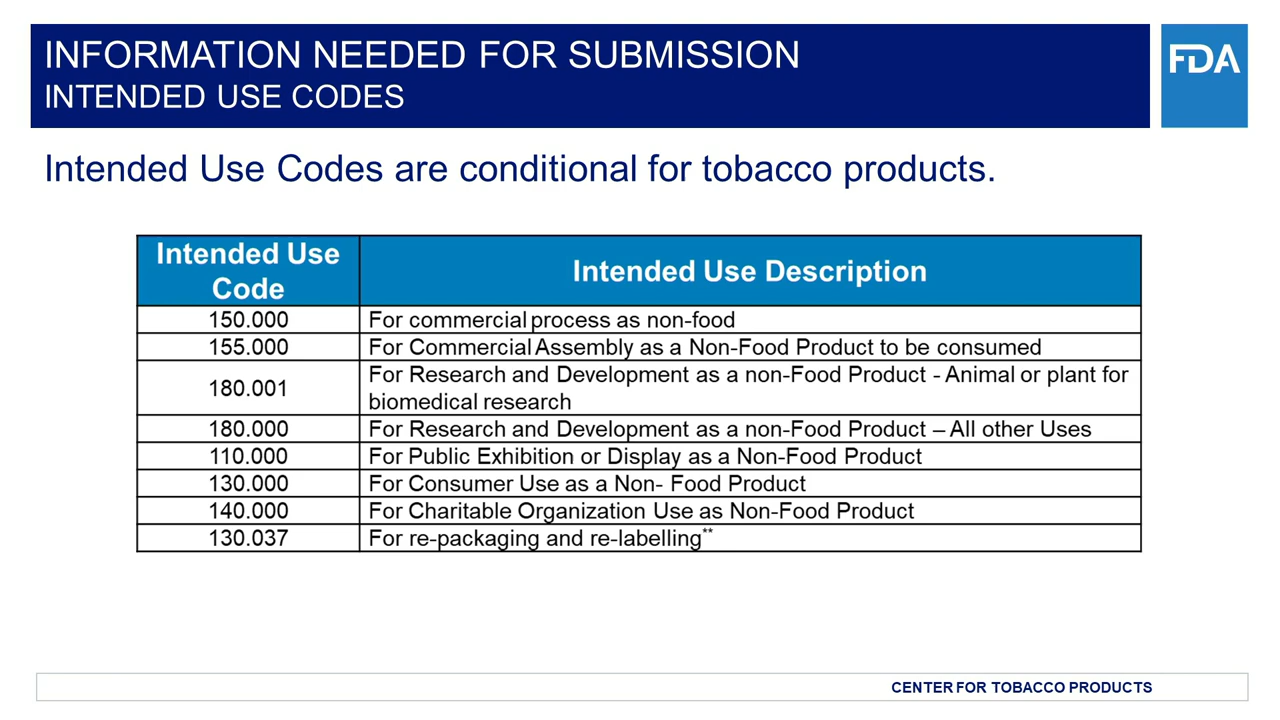 INFORMATION NEEDED FOR SUBMISSION
INTENDED USE CODES
FDA
Intended Use Codes are conditional for tobacco products.
Intended Use
Code
Intended Use Description
150.000 For commercial process as non-food
155.000 For Commercial Assembly as a Non-Food Product to be consumed
180.001 For Research and Development as a non-Food Product - Animal or plant for
biomedical research
180.000 For Research and Development as a non-Food Product – All other Uses
110.000 For Public Exhibition or Display as a Non-Food Product
130.000 For Consumer Use as a Non- Food Product
140.000 For Charitable Organization Use as Non-Food Product
130.037 For re-packaging and re-labelling**
CENTER FOR TOBACCO PRODUCTS